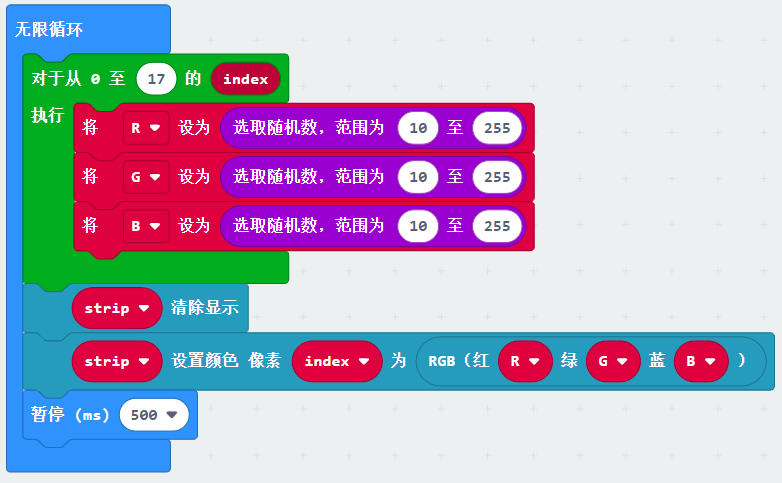 无限循环
对于从 0 至 17 的 index
执行
将 R 设为 选取随机数，范围为 10 至 255
将 G 设为 选取随机数，范围为 10 至 255
将 B 设为 选取随机数，范围为 10 至 255
strip 清除显示
strip 设置颜色 像素 index 为 RGB（红 R 绿 G 蓝 B ）
暂停 (ms) 500